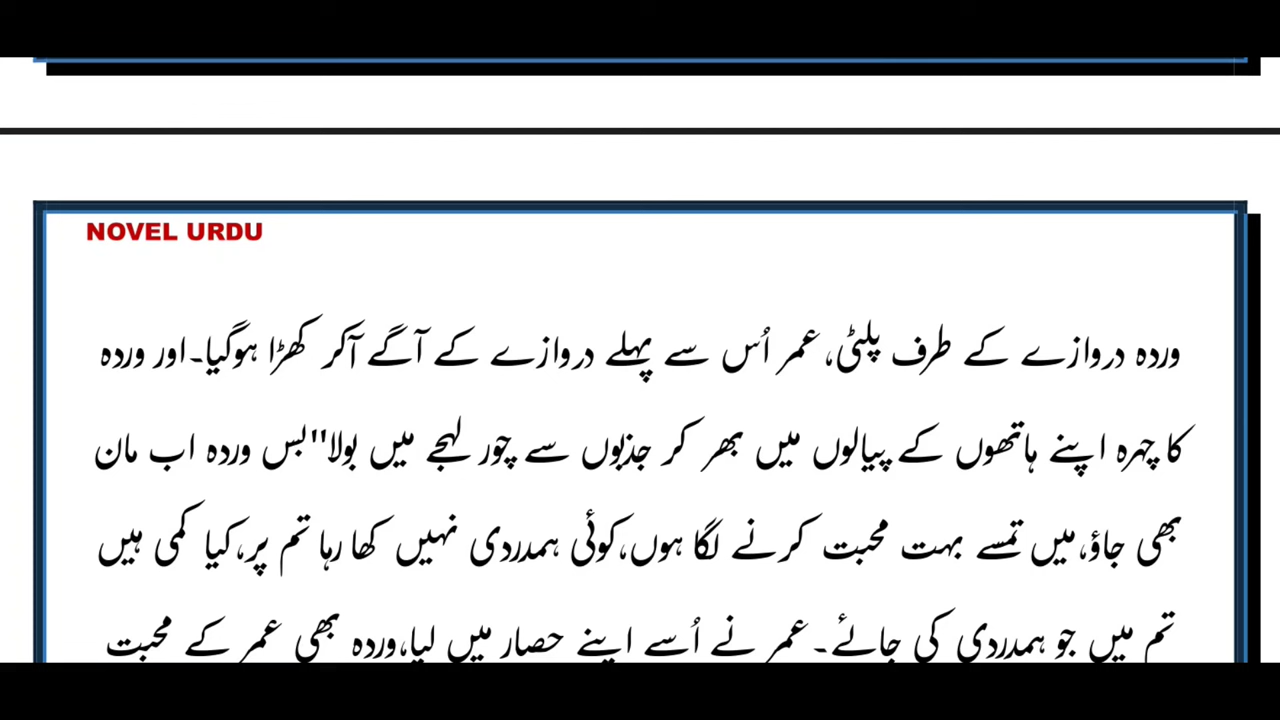 NOVEL URDU
وردہ دروازے کے طرف پلٹی،عمر اُس سے پہلے دروازے کے آگے آکر کھڑا ہوگیا۔اور وردہ
کا چہرہ اپنے ہاتھوں کے پیالوں میں بھر کر جذبوں سے چور لہجے میں بولا"بس وردہ اب مان
بھی جاؤ،میں تمسے بہت محبت کرنے لگا ہوں،کوئی ہمدردی نہیں کھا رہا تم پر،کیا کمی ہیں
تم میں جو ہمدردی کی جائے۔ عمر نے اُسے اپنے حصار میں لیا،وردہ بھی عمر کے محبت